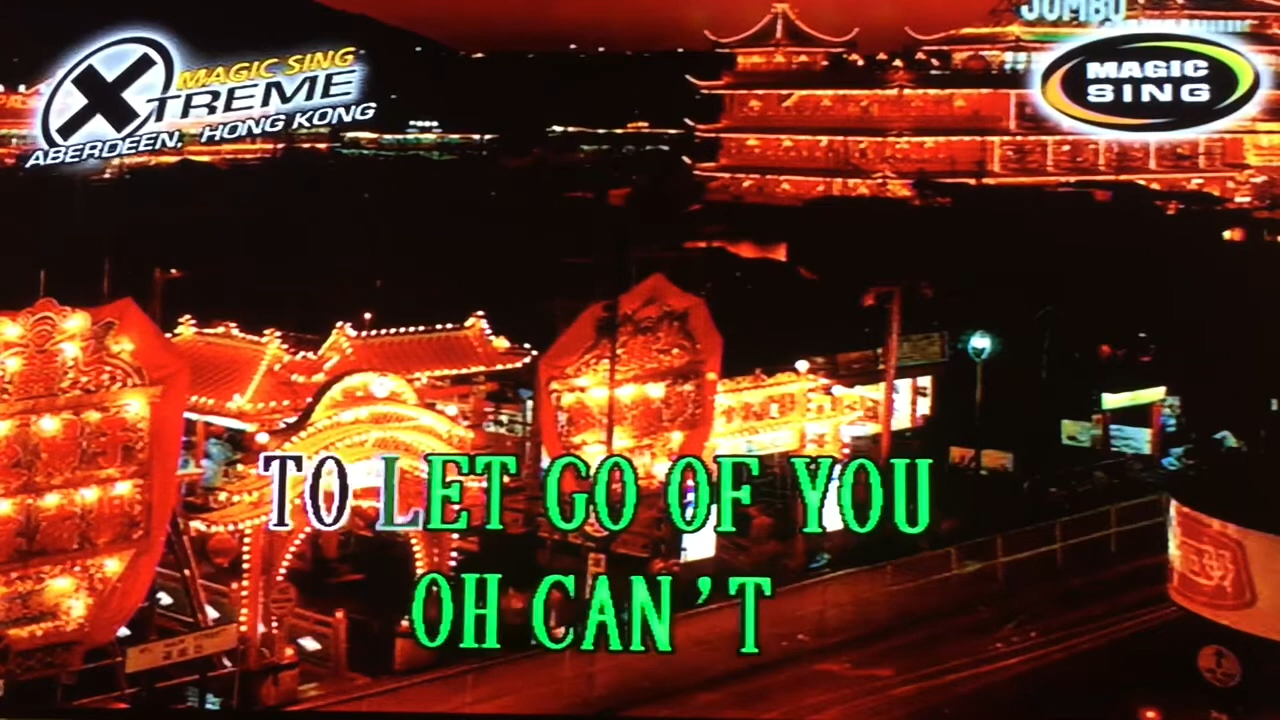 JUMBO
MAGIC SING
XTREME
ABERDEEN, HONG KONG
MAGIC
SING
TO LET GO OF YOU
OH CAN'T